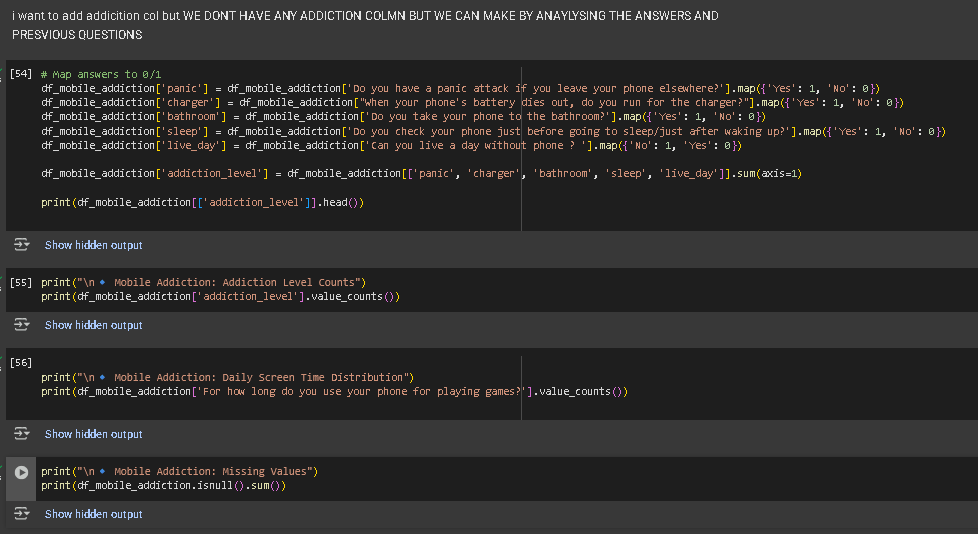 i want to add addicition col but WE DONT HAVE ANY ADDICTION COLMN BUT WE CAN MAKE BY ANAYLYSING THE ANSWERS AND
PRESVIOUS QUESTIONS
[54] # Map answers to 0/1
df_mobile_addiction['panic'] = df_mobile_addiction['Do you have a panic attack if you leave your phone elsewhere?'].map({'Yes': 1, 'No': 0})
df_mobile_addiction['charger'] = df_mobile_addiction["When your phone's battery dies out, do you run for the charger?"].map({'Yes': 1, 'No': 0})
df_mobile_addiction['bathroom'] = df_mobile_addiction['Do you take your phone to the bathroom?'].map({'Yes': 1, 'No': 0})
df_mobile_addiction['sleep'] = df_mobile_addiction['Do you check your phone just before going to sleep/just after waking up?'].map({'Yes': 1, 'No': 0})
df_mobile_addiction['live_day'] = df_mobile_addiction['Can you live a day without phone ? '].map({'No': 1, 'Yes': 0})
df_mobile_addiction['addiction_level'] = df_mobile_addiction[['panic', 'charger', 'bathroom', 'sleep', 'live_day']].sum(axis=1)
print(df_mobile_addiction[['addiction_level']].head())
Show hidden output
[55] print("\n🔹 Mobile Addiction: Addiction Level Counts")
print(df_mobile_addiction['addiction_level'].value_counts())
Show hidden output
[56]
print("\n🔹 Mobile Addiction: Daily Screen Time Distribution")
print(df_mobile_addiction['For how long do you use your phone for playing games?'].value_counts())
Show hidden output
print("\n🔹 Mobile Addiction: Missing Values")
print(df_mobile_addiction.isnull().sum())
Show hidden output